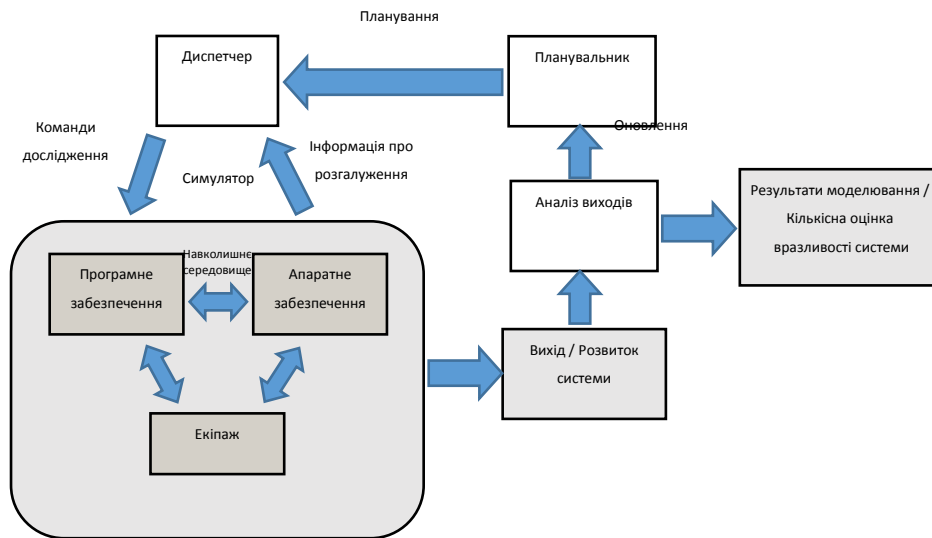 Планування
Диспетчер
Планувальник
Команди
дослідження
Симулятор
Інформація про
розгалуження
Оновлення
Аналіз виходів
Результати моделювання /
Кількісна оцінка
вразливості системи
Навколишнє
середовище
Програмне
забезпечення
Апаратне
забезпечення
Вихід / Розвиток
системи
Екіпаж